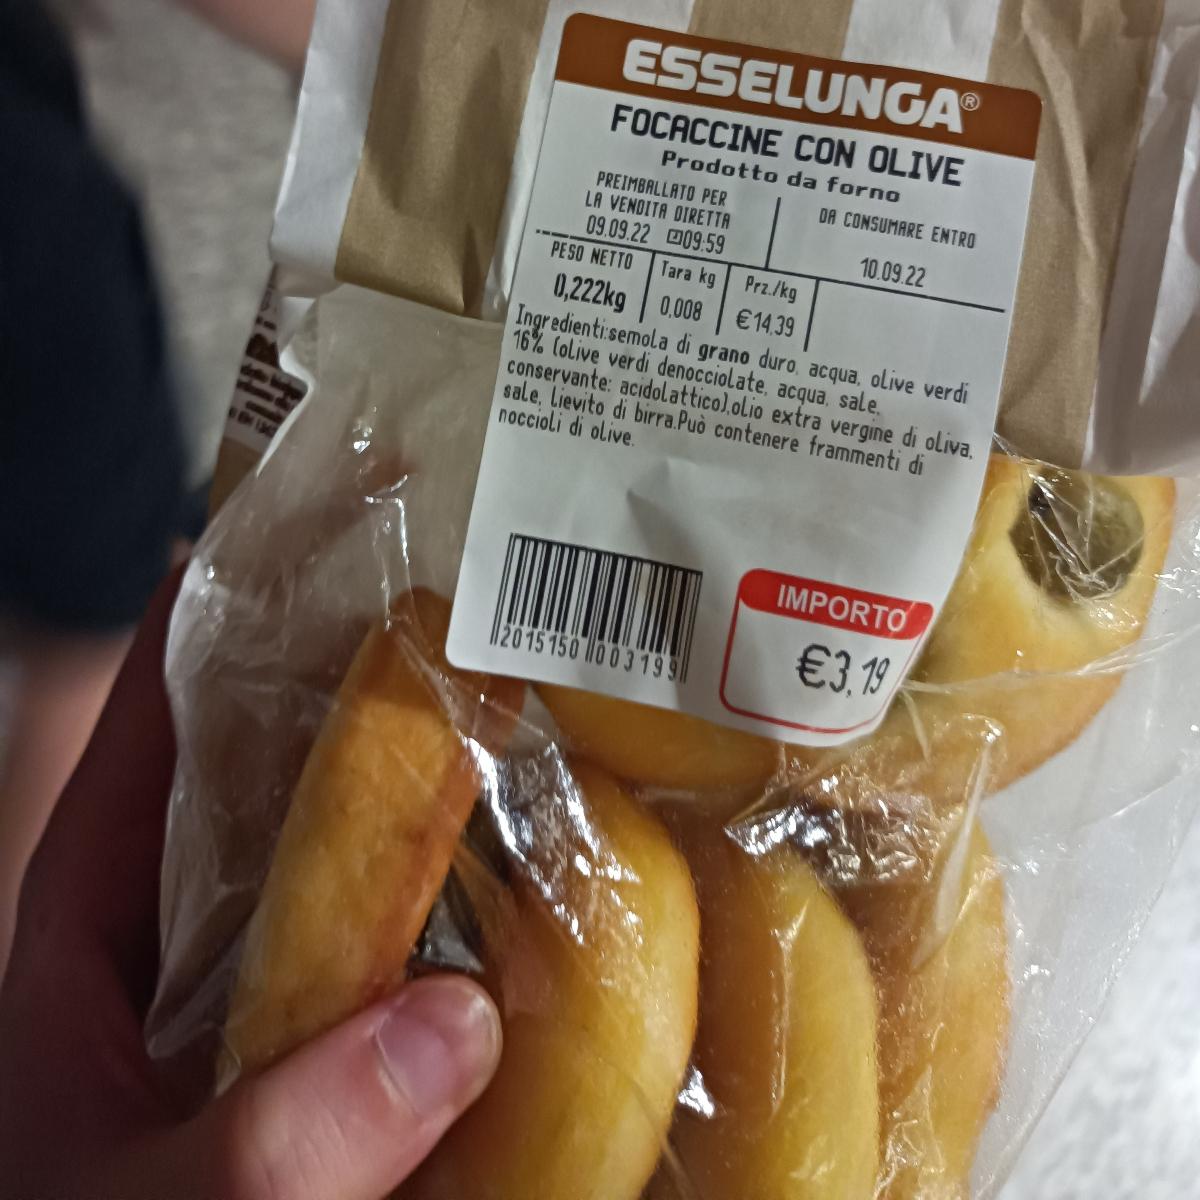 ESSELUNGA®
FOCACCINE CON OLIVE
Prodotto da forno
PREIMBALLATO PER
LA VENDITA DIRETTA
09.09.22 09:59
DA CONSUMARE ENTRO
10.09.22
PESO NETTO
0,222kg
Tara kg
0,008
Prz./kg
€14,39
Ingredienti:semola di grano duro, acqua, olive verdi
16% (olive verdi denocciolate, acqua, sale,
conservante: acidolattico),olio extra vergine di oliva,
sale, lievito di birra.Può contenere frammenti di
noccioli di olive.
2015150 003199
IMPORTO
€3,19